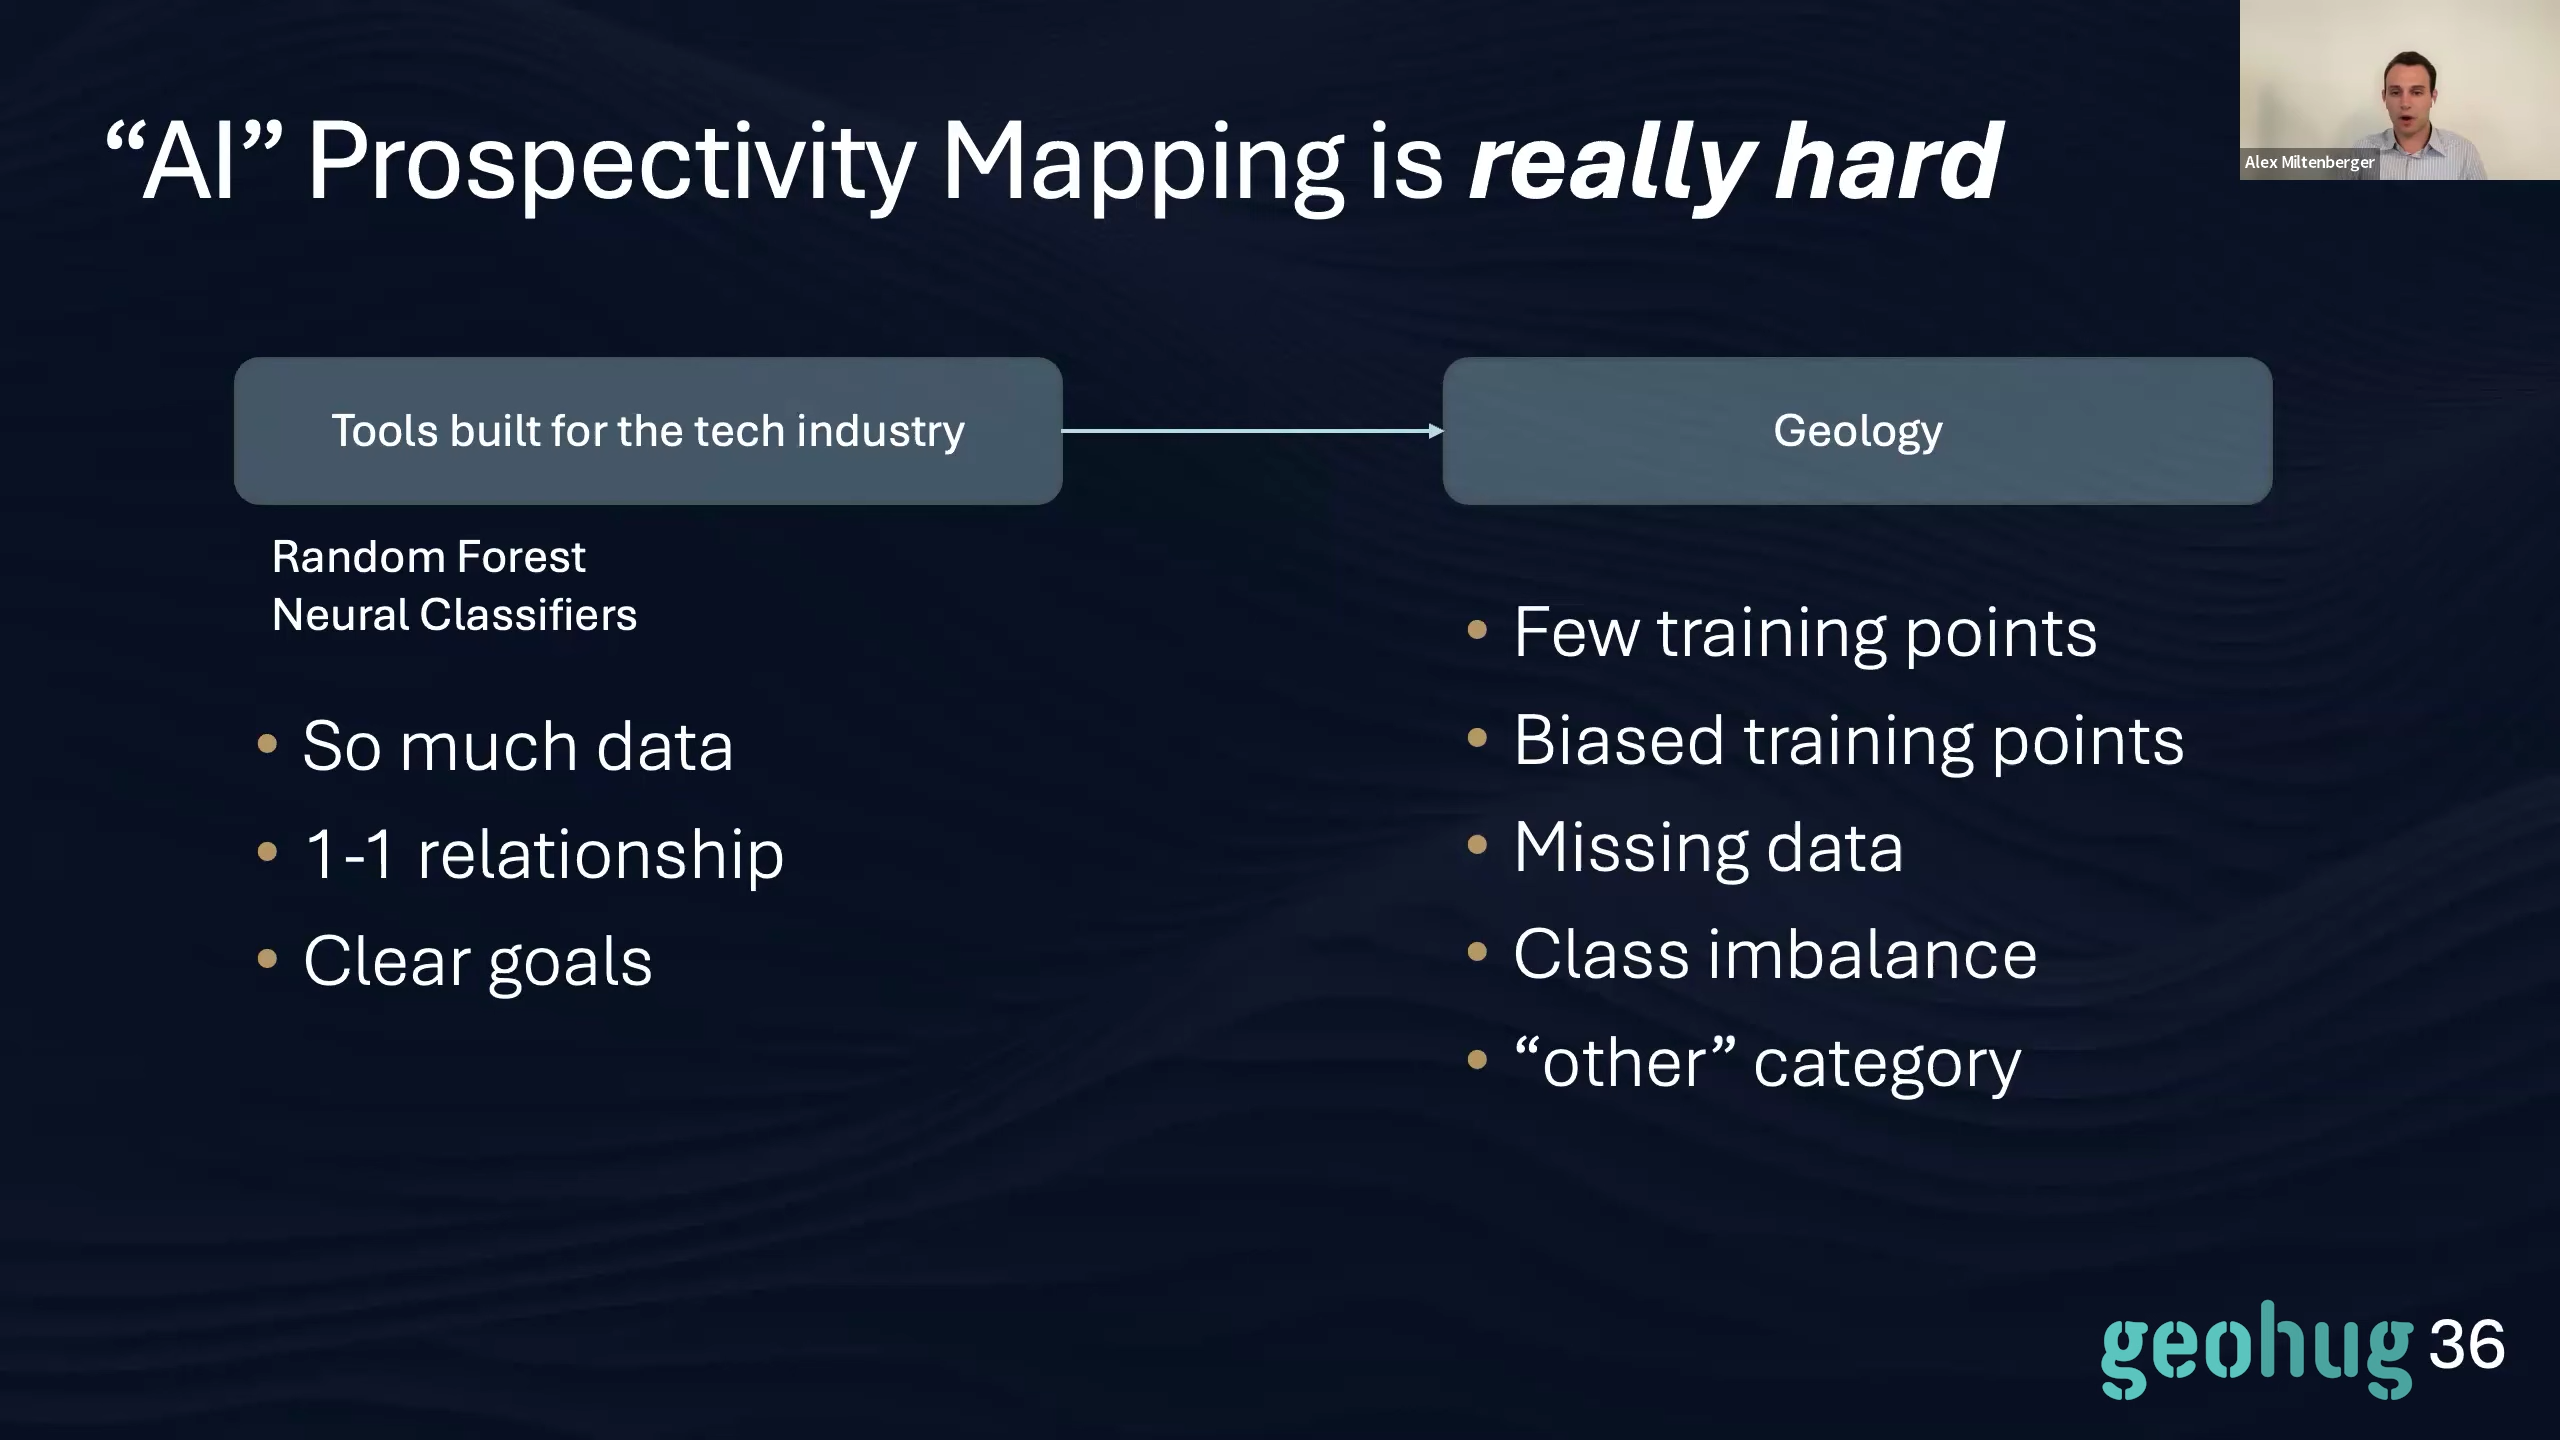 “AI” Prospectivity Mapping is really hard
Alex Miltenberger
Tools built for the tech industry
Geology
Random Forest
Neural Classifiers
• So much data
• 1-1 relationship
• Clear goals
• Few training points
• Biased training points
• Missing data
• Class imbalance
• “other” category
geohug 36